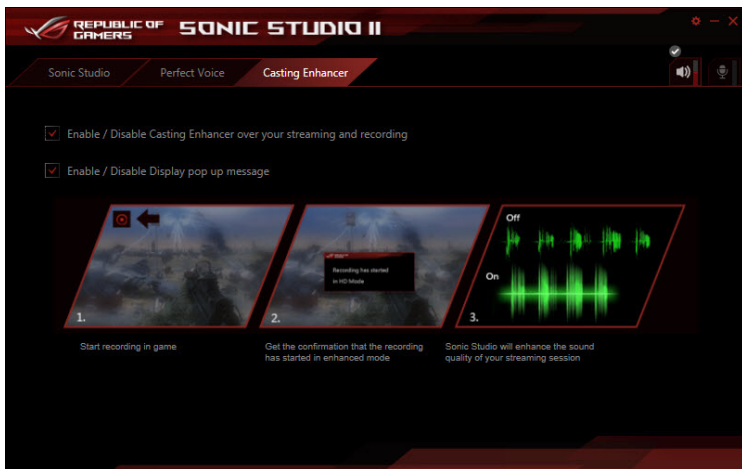 REPUBLIC OF
GAMERS
SONIC STUDIO II
Sonic Studio
Perfect Voice
Casting Enhancer
Enable / Disable Casting Enhancer over your streaming and recording
Enable / Disable Display pop up message
Recording has started
in HD Mode
Off
On
1.
2.
3.
Start recording in game
Get the confirmation that the recording
has started in enhanced mode
Sonic Studio will enhance the sound
quality of your streaming session